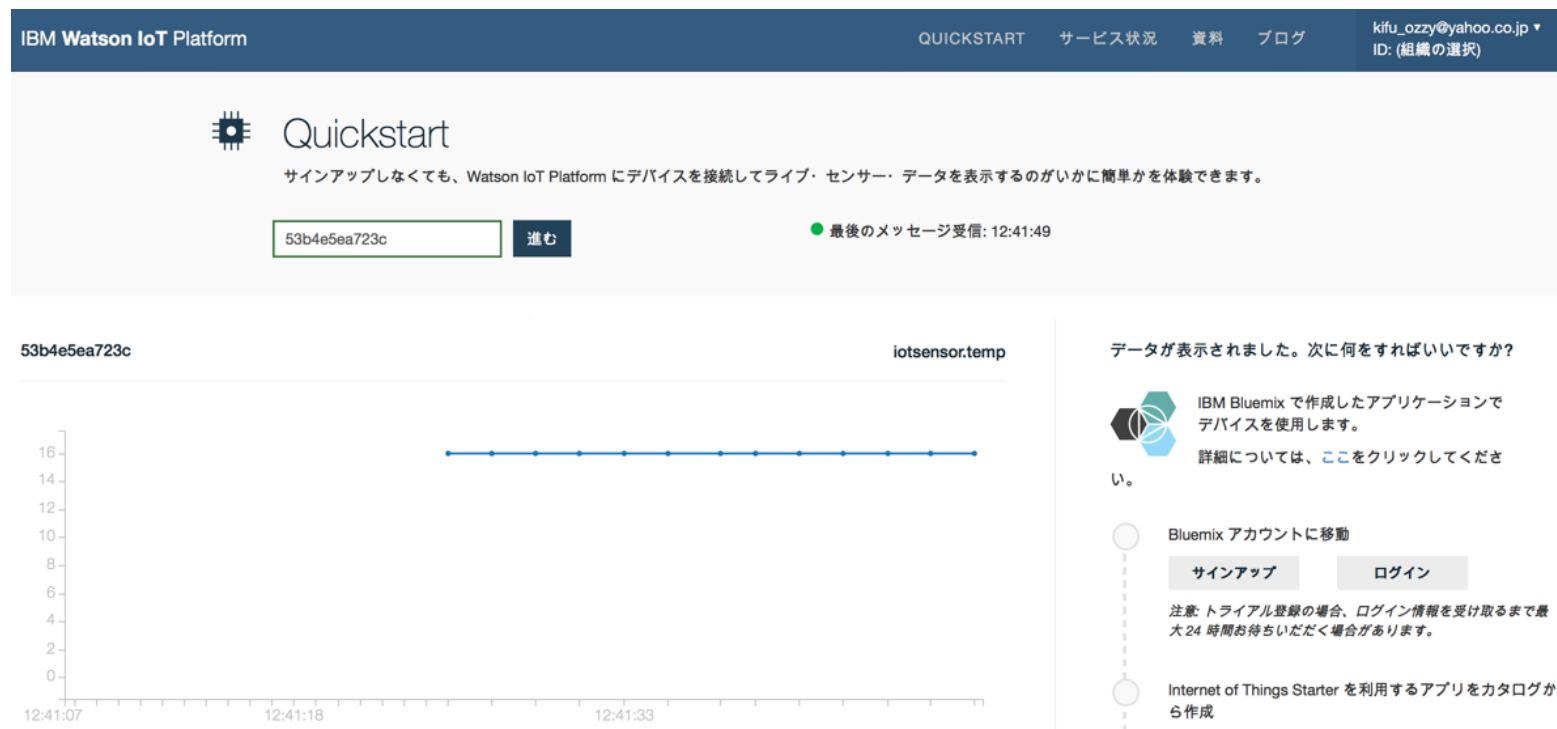 IBM Watson IoT Platform
QUICKSTART
サービス状況
資料
ブログ
kifu_ozzy@yahoo.co.jp ▾
ID: (組織の選択)
Quickstart
サインアップしなくても、Watson IoT Platform にデバイスを接続してライブ・ センサー・ データを表示するのがいかに簡単かを体験できます。
53b4e5ea723c
進む
最後のメッセージ受信: 12:41:49
53b4e5ea723c
iotsensor.temp
16
14
12
10
8
6
4
2
0
12:41:07
12:41:18
12:41:33
データが表示されました。次に何をすればいいですか?
IBM Bluemix で作成したアプリケーションで
デバイスを使用します。
詳細については、ここをクリックしてくださ
い。
Bluemix アカウントに移動
サインアップ
ログイン
注意: トライアル登録の場合、ログイン情報を受け取るまで最
大 24 時間お待ちいだだく場合があります。
Internet of Things Starter を利用するアプリをカタログか
ら作成